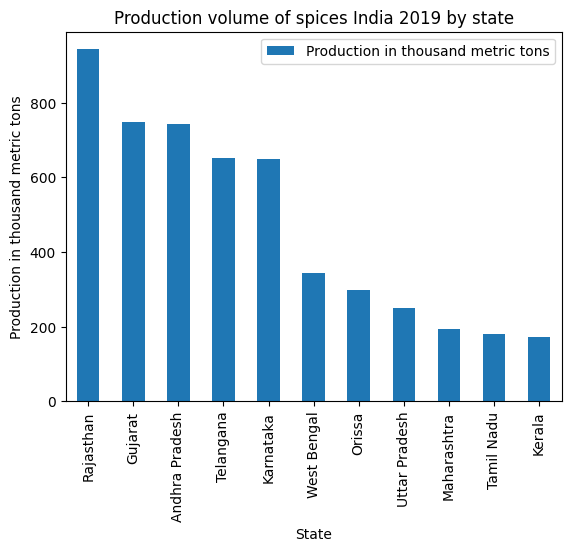 Production volume of spices India 2019 by state
Production in thousand metric tons
Production in thousand metric tons
800
600
400
200
0
Rajasthan
Gujarat
Andhra Pradesh
Telangana
Karnataka
West Bengal
Orissa
Uttar Pradesh
Maharashtra
Tamil Nadu
Kerala
State